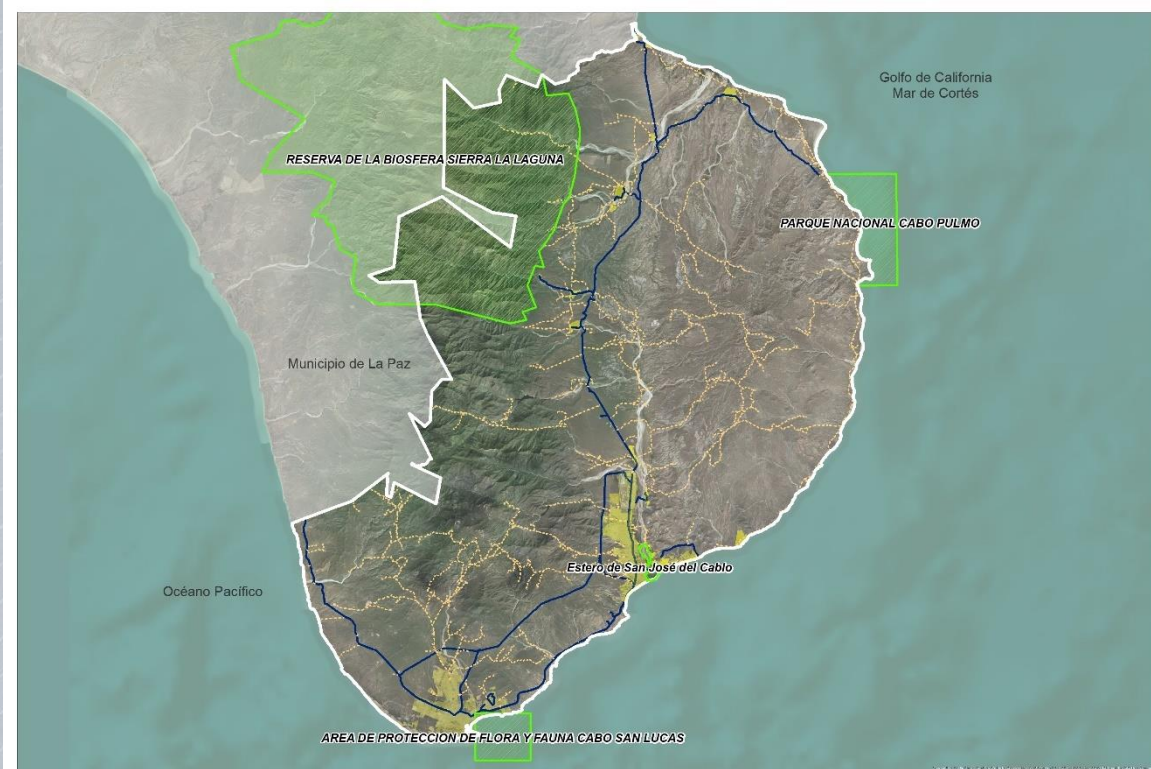 Golfo de California
Mar de Cortés
RESERVA DE LA BIOSFERA SIERRA LA LAGUNA
PARQUE NACIONAL CABO PULMO
Municipio de La Paz
Estero de San José del Cablo
Océano Pacífico
AREA DE PROTECCION DE FLORA Y FAUNA CABO SAN LUCAS